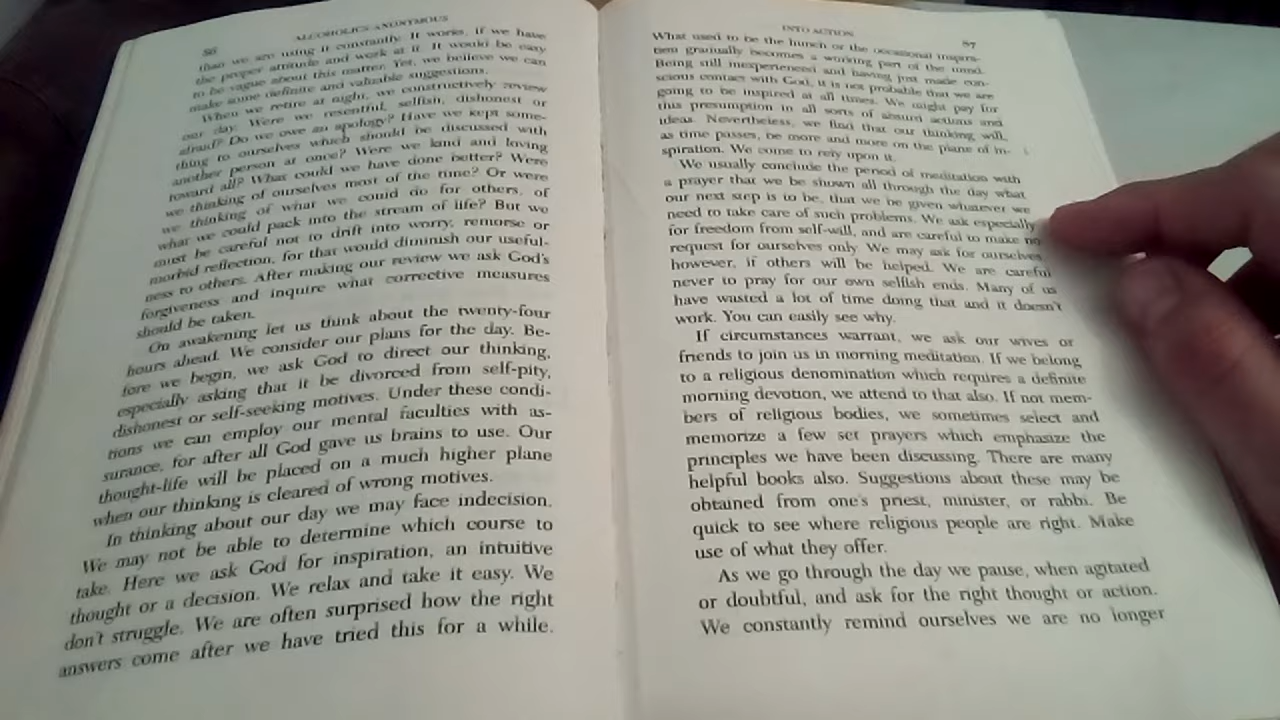 86 ALCOHOLICS ANONYMOUS
than we are using it constantly. It works, if we have
the proper attitude and work at it. It would be easy
to be vague about this matter. Yet, we believe we can
make some definite and valuable suggestions.
When we retire at night, we constructively review
our day. Were we resentful, selfish, dishonest or
afraid? Do we owe an apology? Have we kept some-
thing to ourselves which should be discussed with
another person at once? Were we kind and loving
toward all? What could we have done better? Were
we thinking of ourselves most of the time? Or were
we thinking of what we could do for others, of
what we could pack into the stream of life? But we
must be careful not to drift into worry, remorse or
morbid reflection, for that would diminish our useful-
ness to others. After making our review we ask God's
forgiveness and inquire what corrective measures
should be taken.
On awakening let us think about the twenty-four
hours ahead. We consider our plans for the day. Be-
fore we begin, we ask God to direct our thinking,
especially asking that it be divorced from self-pity,
dishonest or self-seeking motives. Under these condi-
tions we can employ our mental faculties with as-
surance, for after all God gave us brains to use. Our
thought-life will be placed on a much higher plane
when our thinking is cleared of wrong motives.
In thinking about our day we may face indecision.
We may not be able to determine which course to
take. Here we ask God for inspiration, an intuitive
thought or a decision. We relax and take it easy. We
don't struggle. We are often surprised how the right
answers come after we have tried this for a while.
INTO ACTION 87
What used to be the hunch or the occasional inspira-
tion gradually becomes a working part of the mind.
Being still inexperienced and having just made con-
scious contact with God, it is not probable that we are
going to be inspired at all times. We might pay for
this presumption in all sorts of absurd actions and
ideas. Nevertheless, we find that our thinking will,
as time passes, be more and more on the plane of in-
spiration. We come to rely upon it.
We usually conclude the period of meditation with
a prayer that we be shown all through the day what
our next step is to be, that we be given whatever we
need to take care of such problems. We ask especially
for freedom from self-will, and are careful to make no
request for ourselves only. We may ask for ourselves,
however, if others will be helped. We are careful
never to pray for our own selfish ends. Many of us
have wasted a lot of time doing that and it doesn't
work. You can easily see why.
If circumstances warrant, we ask our wives or
friends to join us in morning meditation. If we belong
to a religious denomination which requires a definite
morning devotion, we attend to that also. If not mem-
bers of religious bodies, we sometimes select and
memorize a few set prayers which emphasize the
principles we have been discussing. There are many
helpful books also. Suggestions about these may be
obtained from one's priest, minister, or rabbi. Be
quick to see where religious people are right. Make
use of what they offer.
As we go through the day we pause, when agitated
or doubtful, and ask for the right thought or action.
We constantly remind ourselves we are no longer